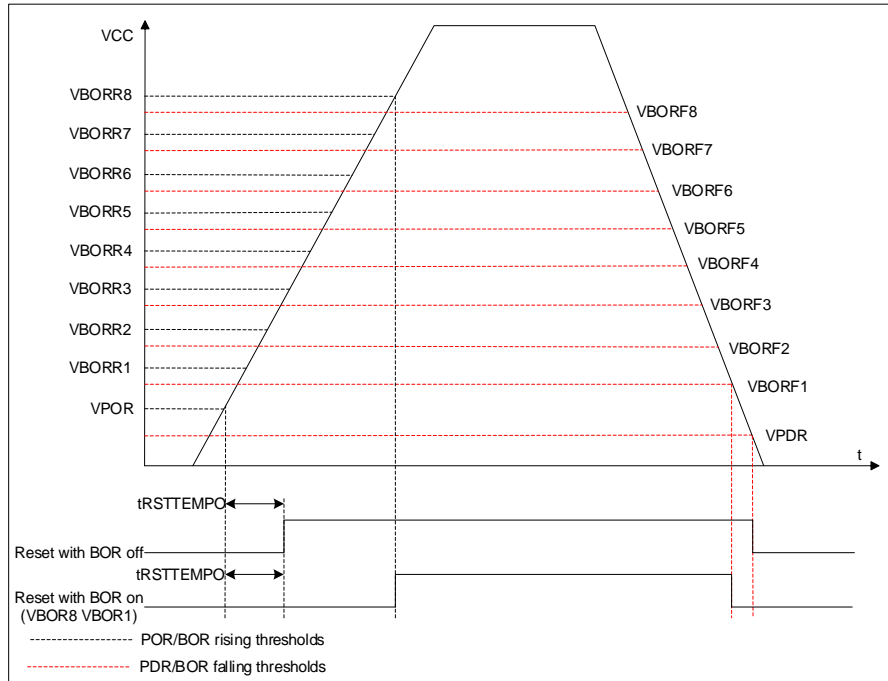 VCC
VBORR8
VBORF8
VBORR7
VBORF7
VBORR6
VBORF6
VBORR5
VBORF5
VBORR4
VBORF4
VBORR3
VBORF3
VBORR2
VBORF2
VBORR1
VBORF1
VPOR
VPDR
t
tRSTTEMPO
Reset with BOR off
tRSTTEMPO
Reset with BOR on
(VBOR8 VBOR1)
POR/BOR rising thresholds
PDR/BOR falling thresholds